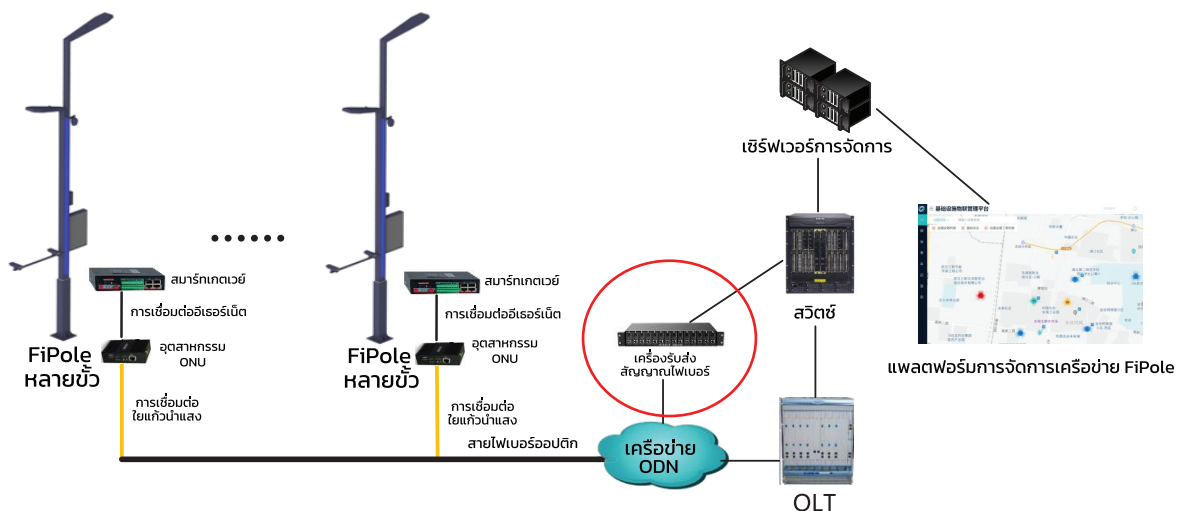 เซิร์ฟเวอร์การจัดการ
基础设施物联管理平台
สมาร์ทเกตเวย์
สมาร์ทเกตเวย์
การเชื่อมต่ออีเธอร์เน็ต
การเชื่อมต่ออีเธอร์เน็ต
สวิตซ์
FiPole
หลายขั้ว
อุตสาหกรรม
ONU
FiPole
หลายขั้ว
อุตสาหกรรม
ONU
เครื่องรับส่ง
สัญญาณไฟเบอร์
แพลตฟอร์มการจัดการเครือข่าย FiPole
การเชื่อมต่อ
ใยแก้วนำแสง
การเชื่อมต่อ
ใยแก้วนำแสง
สายไฟเบอร์ออปติก
เครือข่าย
ODN
OLT